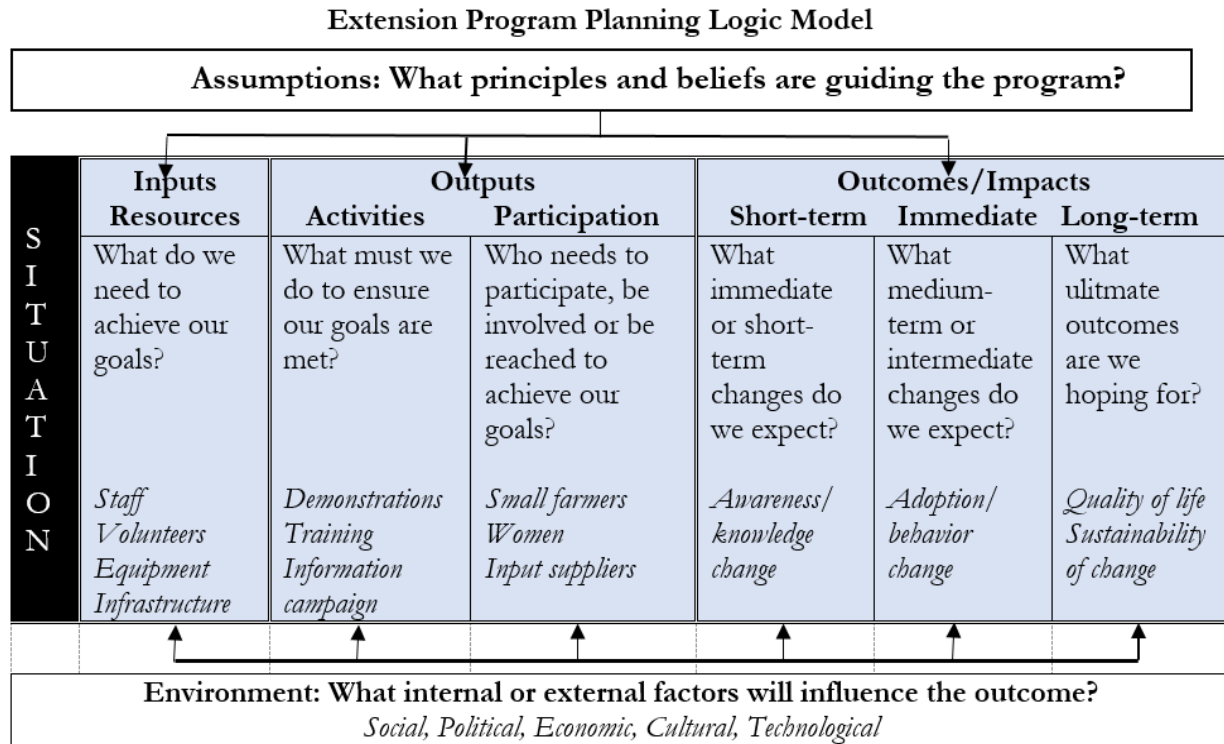 Extension Program Planning Logic Model
Assumptions: What principles and beliefs are guiding the program?
SITUATION
Inputs
Resources
What do we
need to
achieve our
goals?
Staff
Volunteers
Equipment
Infrastructure
Outputs
Activities
What must we
do to ensure
our goals are
met?
Demonstrations
Training
Information
campaign
Participation
Who needs to
participate, be
involved or be
reached to
achieve our
goals?
Small farmers
Women
Input suppliers
Outcomes/Impacts
Short-term
What
immediate
or short-
term
changes do
we expect?
Awareness/
knowledge
change
Immediate
What
medium-
term or
intermediate
changes do
we expect?
Adoption/
behavior
change
Long-term
What
ulitmate
outcomes
are we
hoping for?
Quality of life
Sustainability
of change
Environment: What internal or external factors will influence the outcome?
Social, Political, Economic, Cultural, Technological